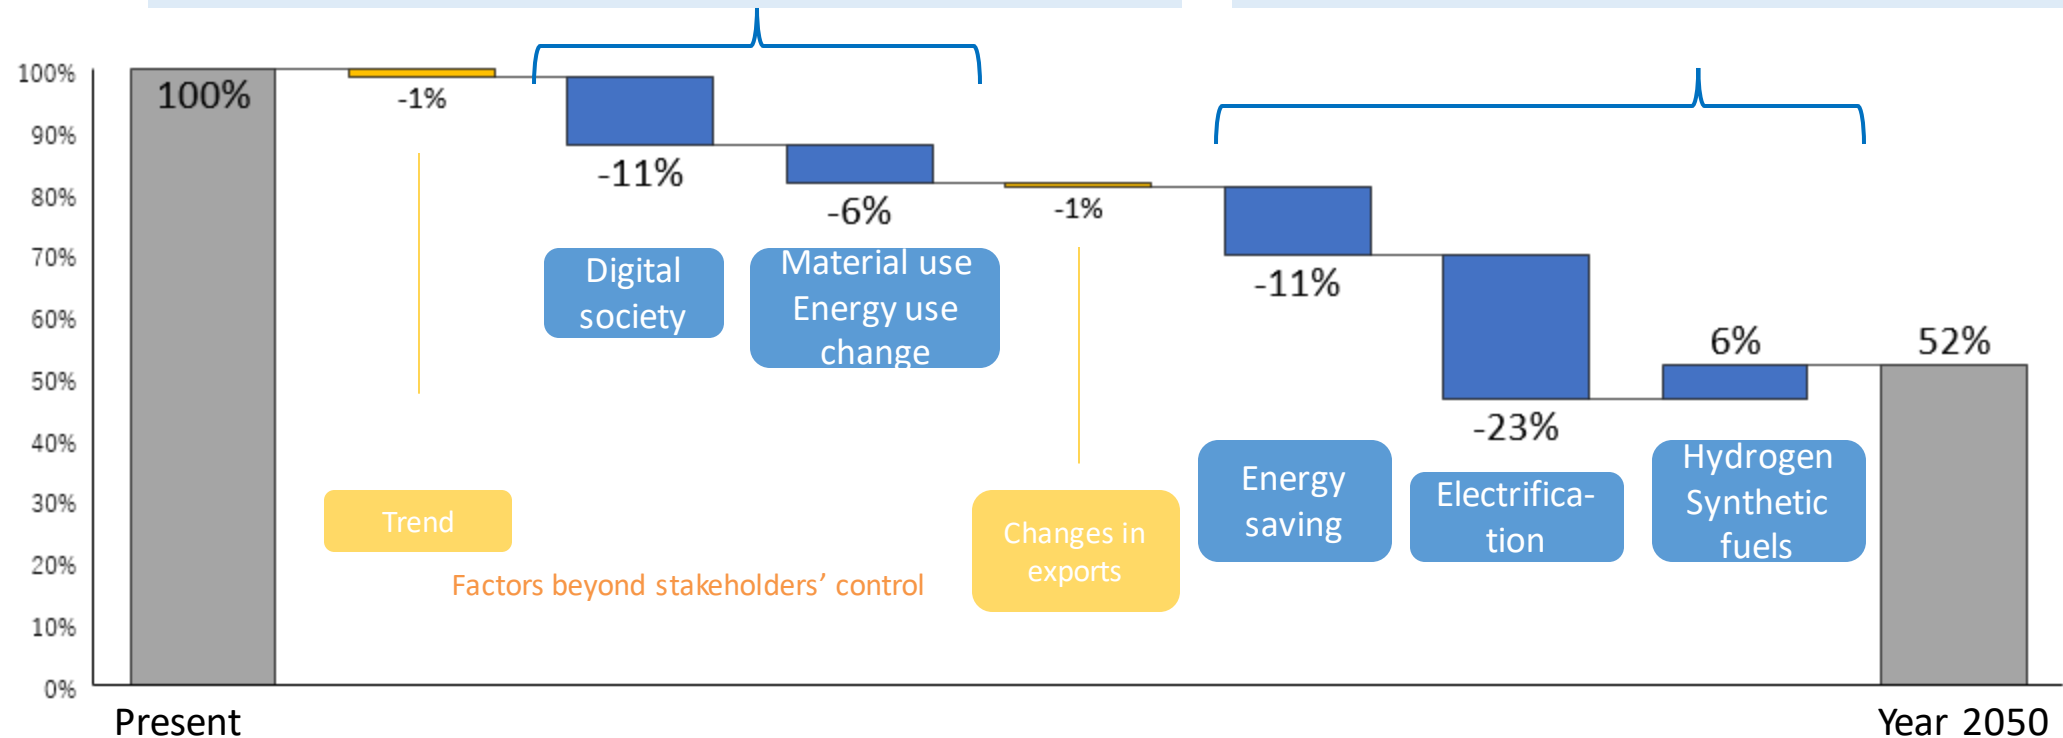 100%
90%
80%
70%
60%
50%
40%
30%
20%
10%
0%
100%
-1%
-11%
-6%
-1%
-11%
-23%
6%
52%
Digital
society
Material use
Energy use
change
Trend
Factors beyond stakeholders’ control
Changes in
exports
Energy
saving
Electrifica-
tion
Hydrogen
Synthetic
fuels
Present
Year 2050